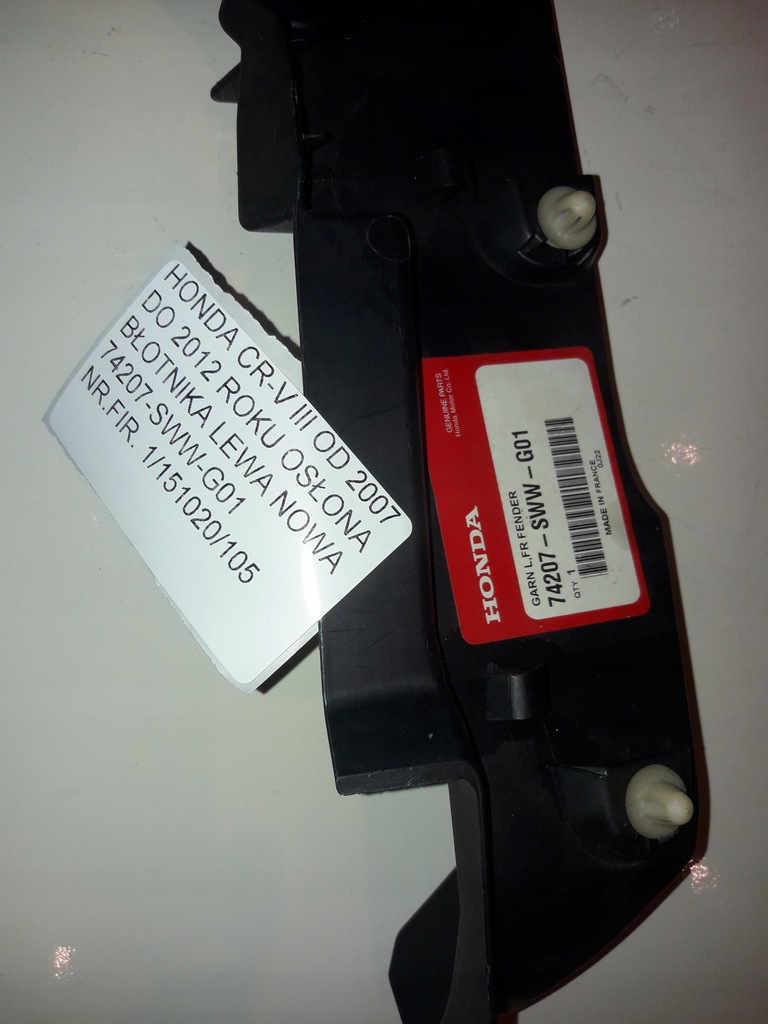 HONDA CR-V III OD 2007
DO 2012 ROKU OSŁONA
BŁOTNIKA LEWA NOWA
74207-SWW-G01
NR.FIR. 1/151020/105
GENUINE PARTS
Honda Motor Co. Ltd.
HONDA
GARN L,FR FENDER
74207-SWW-G01
QTY 1
MADE IN FRANCE
0J22